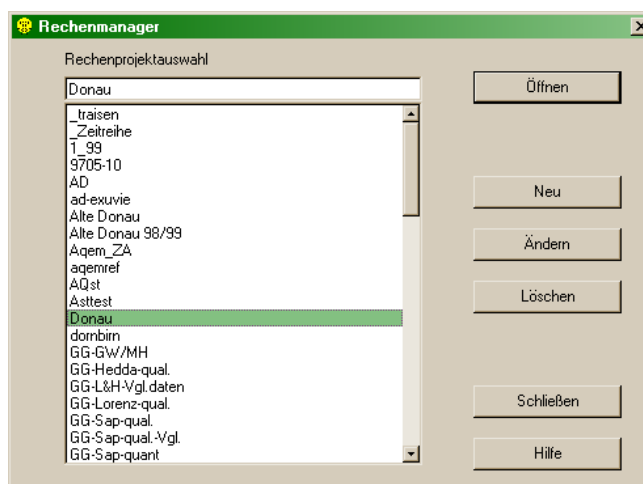 Rechenmanager
Rechenprojektauswahl
Donau
_traisen
_Zeitreihe
1_99
9705-10
AD
ad-exuvie
Alte Donau
Alte Donau 98/99
Aqem_ZA
aqemref
AQst
Asttest
Donau
dornbirn
GG-GW/MH
GG-Hedda-qual.
GG-L&H-Vgl.daten
GG-Lorenz-qual.
GG-Sap-qual.
GG-Sap-qual.-Vgl.
GG-Sap-quant
Öffnen
Neu
Ändern
Löschen
Schließen
Hilfe